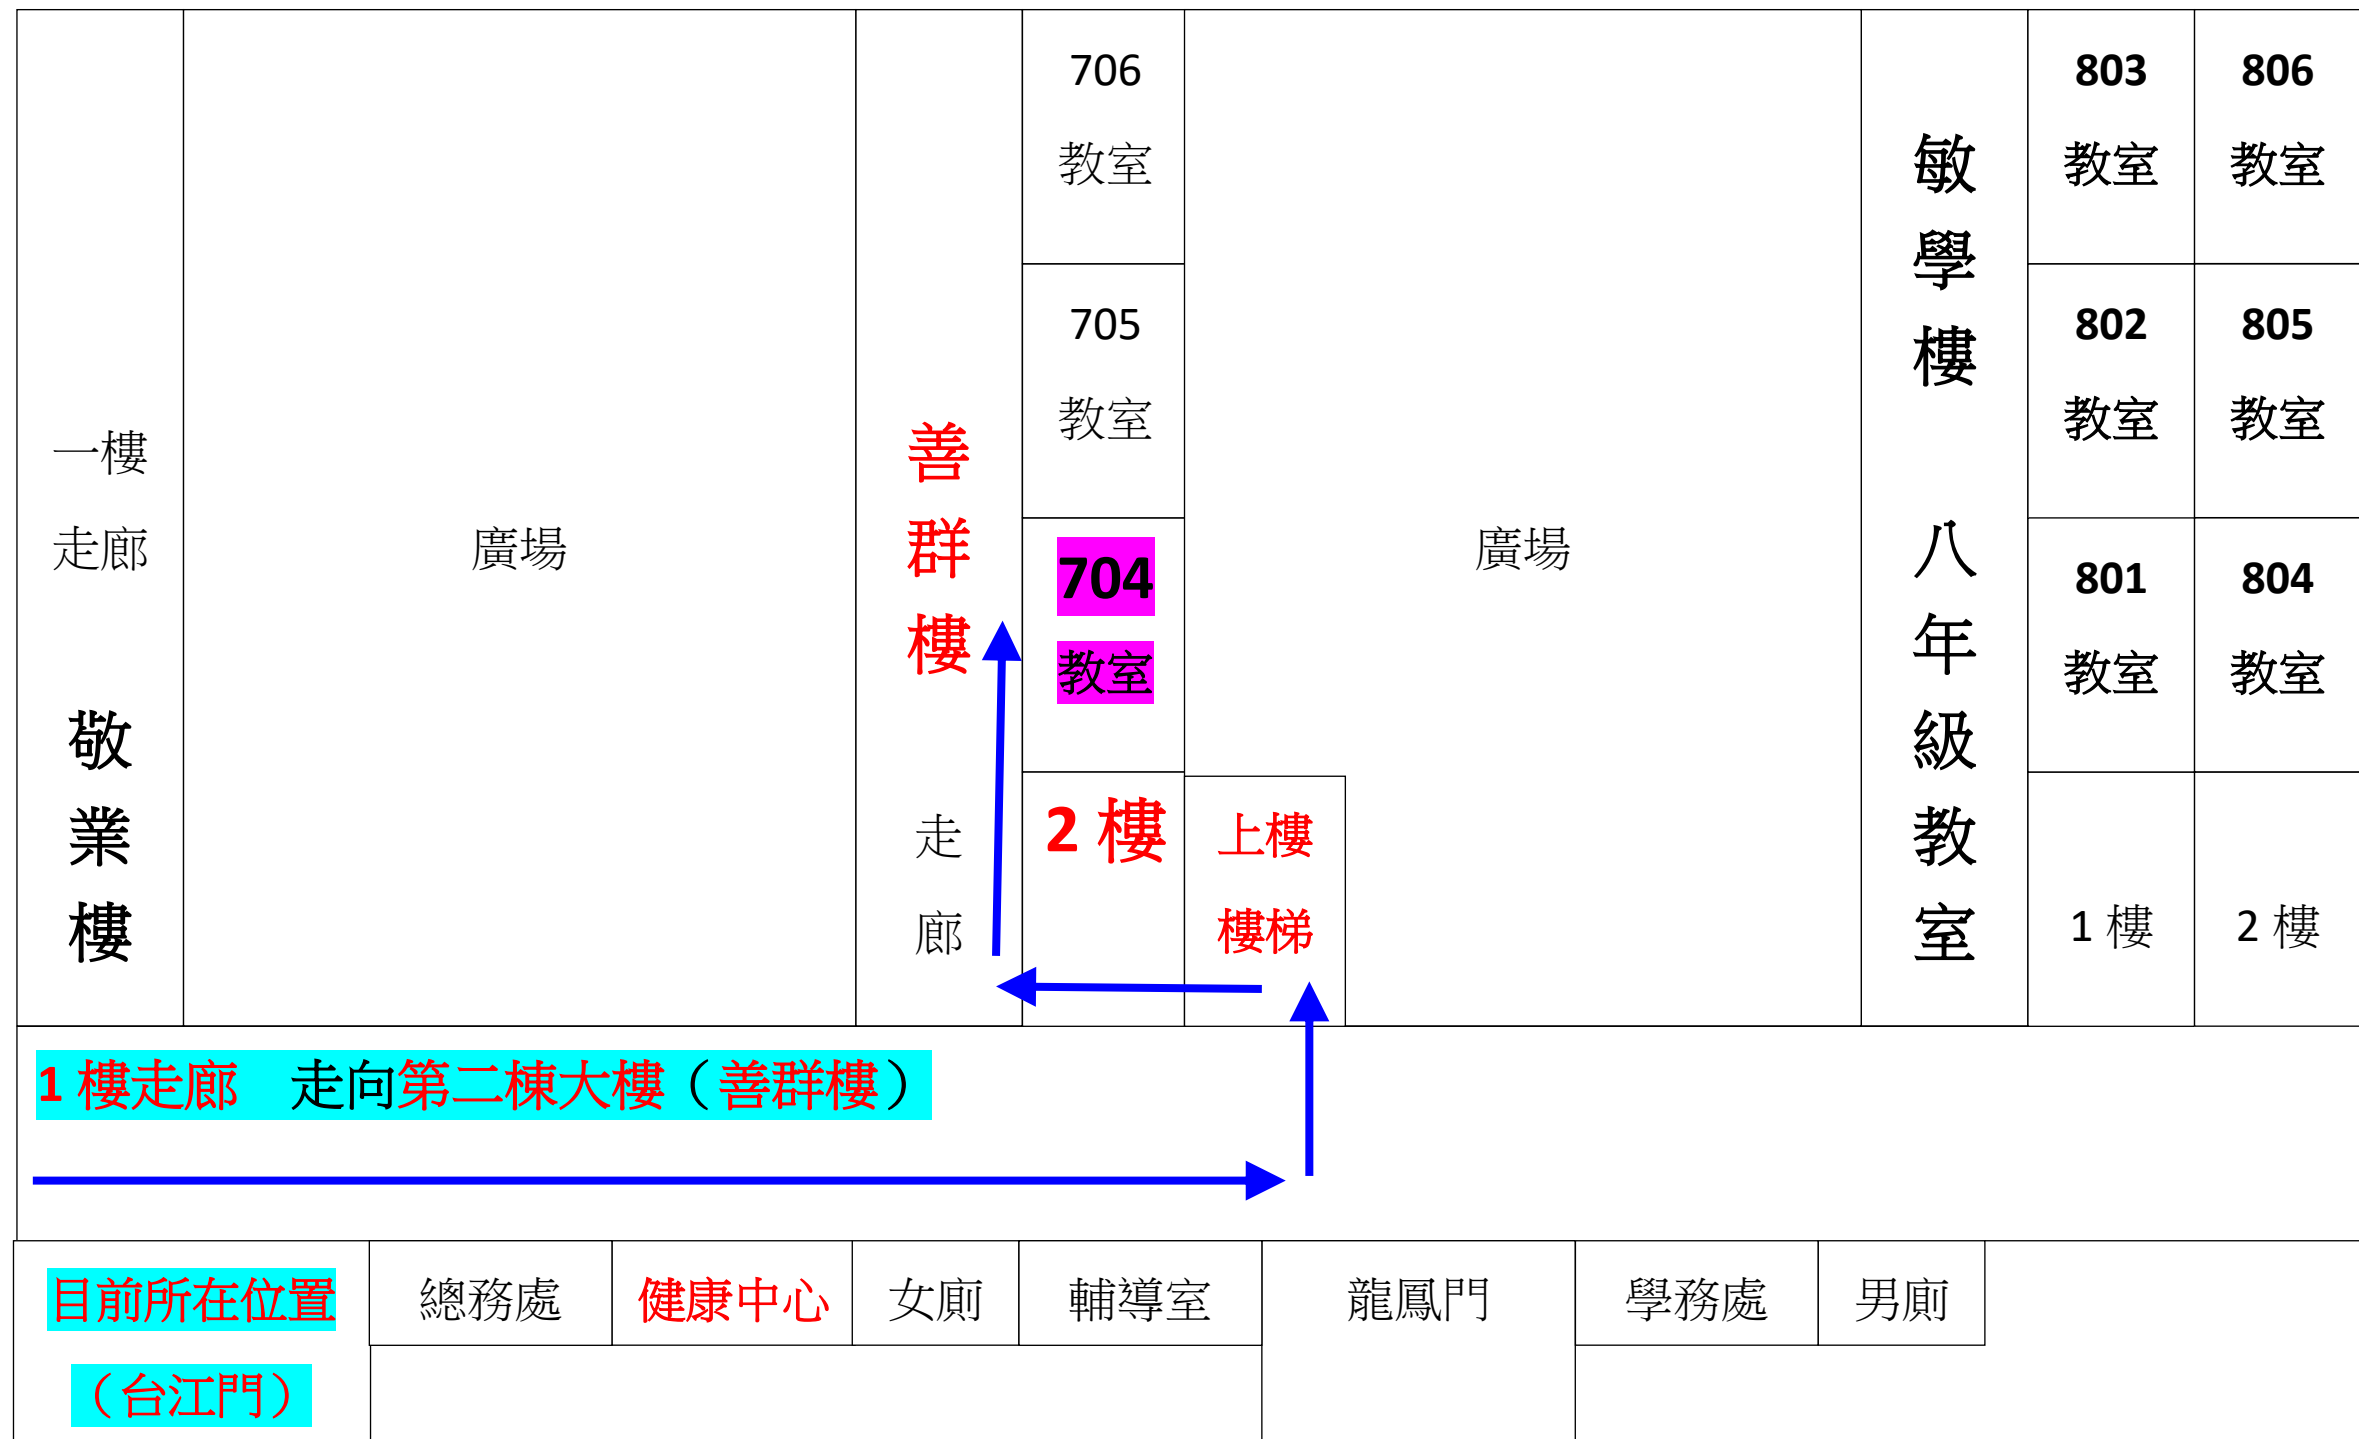 一樓
走廊
敬
業
樓
廣場
善
群
樓
走
廊
706
教室
705
教室
704
教室
2 樓
上樓
樓梯
廣場
敏
學
樓
八
年
級
教
室
803
教室
806
教室
802
教室
805
教室
801
教室
804
教室
1 樓
2 樓
1 樓走廊　走向第二棟大樓（善群樓）
目前所在位置
（台江門）
總務處
健康中心
女廁
輔導室
龍鳳門
學務處
男廁